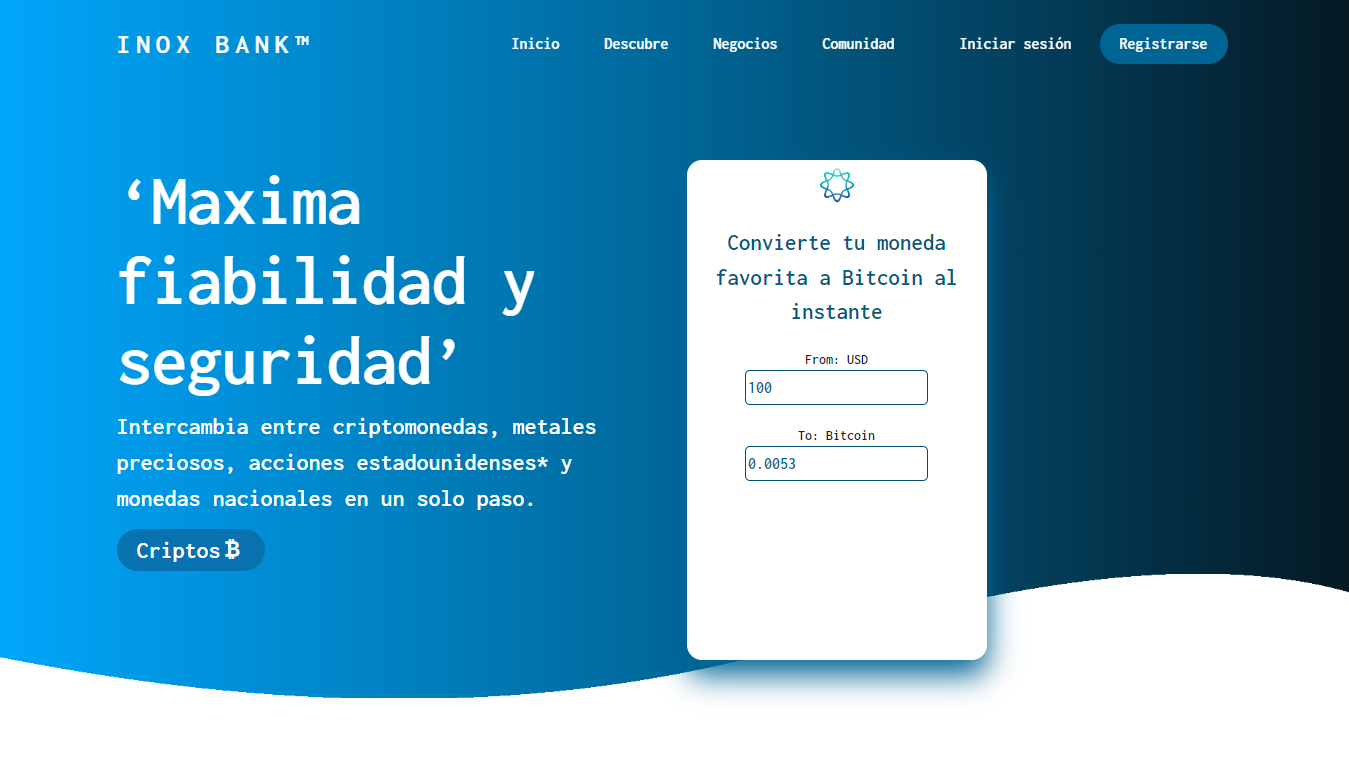 INOX BANK™
Inicio Descubre Negocios Comunidad Iniciar sesión Registrarse
‘Maxima
fiabilidad y
seguridad’
Intercambia entre criptomonedas, metales
preciosos, acciones estadounidenses* y
monedas nacionales en un solo paso.
Criptos₿
Convierte tu moneda
favorita a Bitcoin al
instante
From: USD
100
To: Bitcoin
0.0053